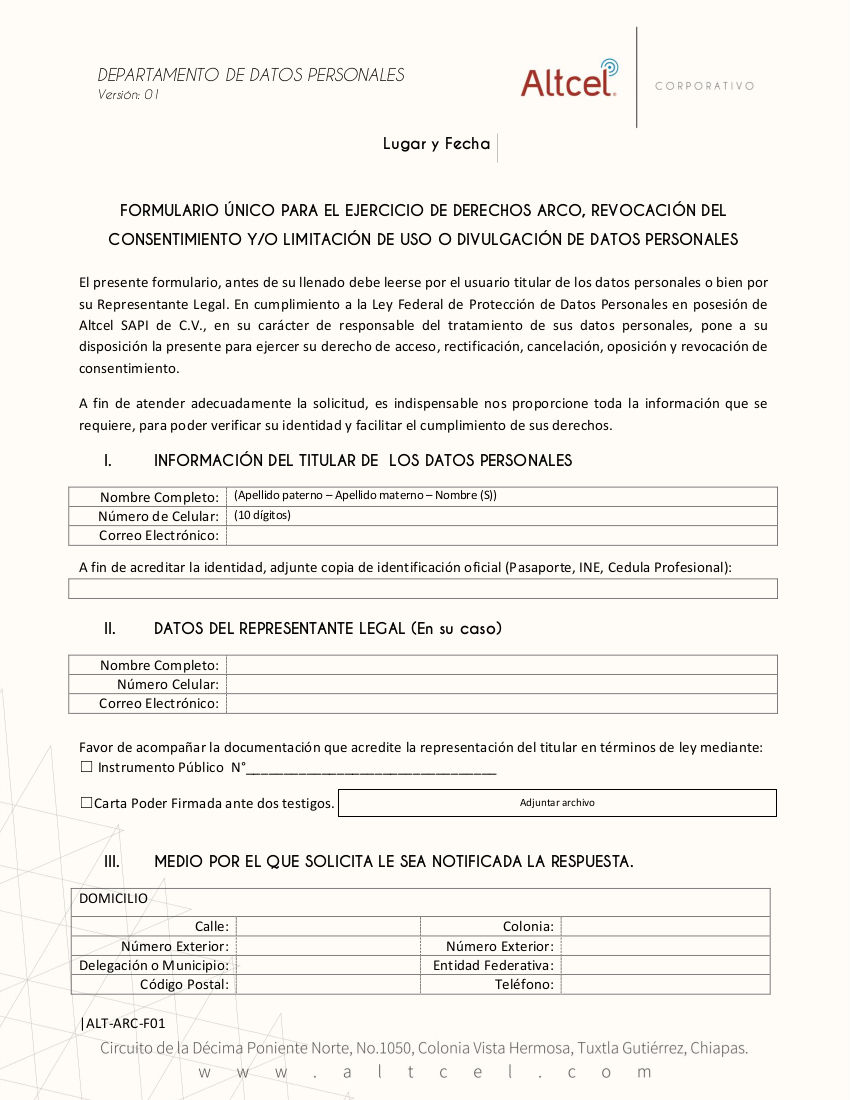 DEPARTAMENTO DE DATOS PERSONALES
Versión: 01
Altcel
CORPORATIVO
Lugar y Fecha
FORMULARIO ÚNICO PARA EL EJERCICIO DE DERECHOS ARCO, REVOCACIÓN DEL
CONSENTIMIENTO Y/O LIMITACIÓN DE USO O DIVULGACIÓN DE DATOS PERSONALES
El presente formulario, antes de su llenado debe leerse por el usuario titular de los datos personales o bien por
su Representante Legal. En cumplimiento a la Ley Federal de Protección de Datos Personales en posesión de
Altcel SAPI de C.V., en su carácter de responsable del tratamiento de sus datos personales, pone a su
disposición la presente para ejercer su derecho de acceso, rectificación, cancelación, oposición y revocación de
consentimiento.
A fin de atender adecuadamente la solicitud, es indispensable nos proporcione toda la información que se
requiere, para poder verificar su identidad y facilitar el cumplimiento de sus derechos.
I. INFORMACIÓN DEL TITULAR DE LOS DATOS PERSONALES
Nombre Completo: (Apellido paterno – Apellido materno – Nombre (S))
Número de Celular: (10 dígitos)
Correo Electrónico:
A fin de acreditar la identidad, adjunte copia de identificación oficial (Pasaporte, INE, Cedula Profesional):
II. DATOS DEL REPRESENTANTE LEGAL (En su caso)
Nombre Completo:
Número Celular:
Correo Electrónico:
Favor de acompañar la documentación que acredite la representación del titular en términos de ley mediante:
☐ Instrumento Público N°__________________________________
☐Carta Poder Firmada ante dos testigos. Adjuntar archivo
III. MEDIO POR EL QUE SOLICITA LE SEA NOTIFICADA LA RESPUESTA.
DOMICILIO
Calle: Colonia:
Número Exterior: Número Exterior:
Delegación o Municipio: Entidad Federativa:
Código Postal: Teléfono:
|ALT-ARC-F01
Circuito de la Décima Poniente Norte, No.1050, Colonia Vista Hermosa, Tuxtla Gutiérrez, Chiapas.
www.altcel.com